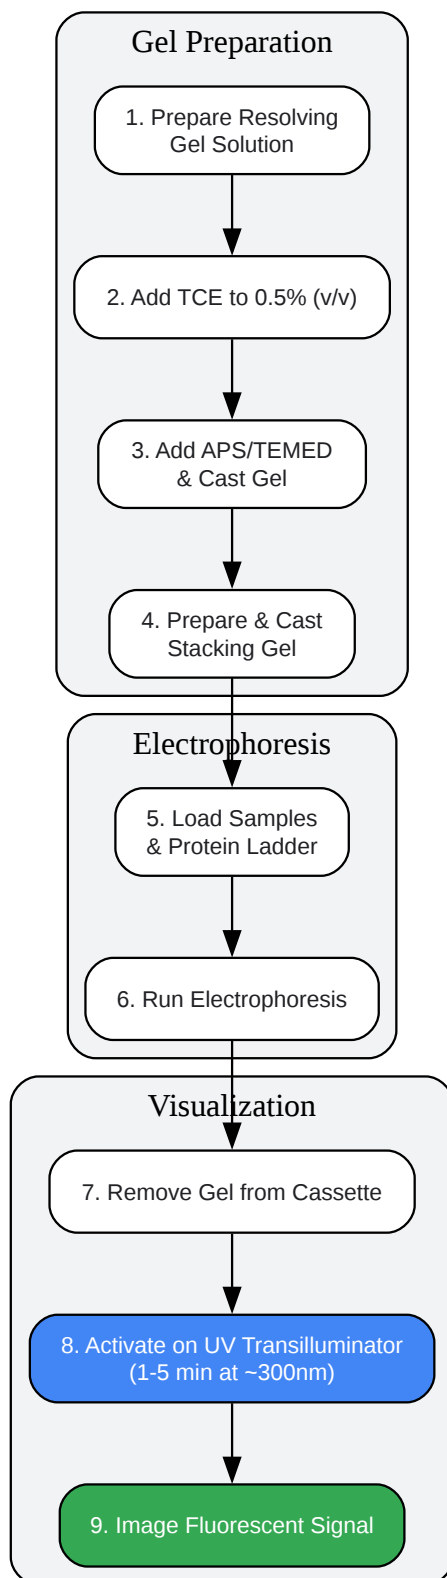 Gel Preparation
1. Prepare Resolving
Gel Solution
2. Add TCE to 0.5% (v/v)
3. Add APS/TEMED
& Cast Gel
4. Prepare & Cast
Stacking Gel
Electrophoresis
5. Load Samples
& Protein Ladder
6. Run Electrophoresis
Visualization
7. Remove Gel from Cassette
8. Activate on UV Transilluminator
(1-5 min at ~300nm)
9. Image Fluorescent Signal